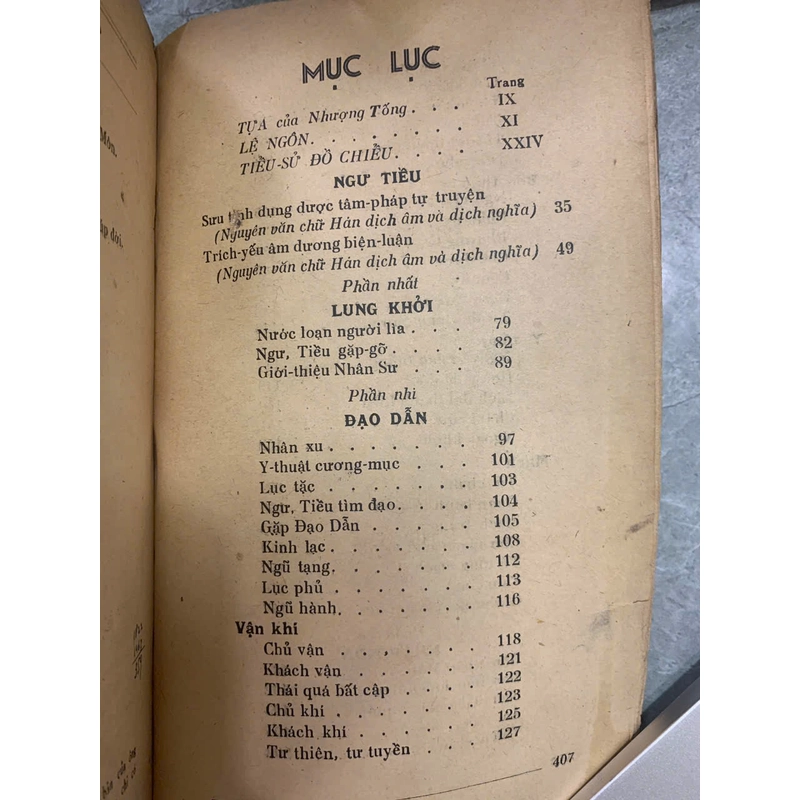 MỤC LỤC
Trang
TỰA của Nhượng Tống . . . IX
LỆ NGÔN. . . . . . . . XI
TIỂU-SỬ ĐỒ CHIỂU. . . . XXIV
NGƯ TIỀU
Sưu tinh dụng dược tâm-pháp tự truyện
(Nguyên văn chữ Hán dịch âm và dịch nghĩa) 35
Trích-yếu âm dương biện-luận
(Nguyên văn chữ Hán dịch âm và dịch nghĩa) 49
Phần nhất
LUNG KHỞI
Nước loạn người lìa . . . 79
Ngư, Tiều gặp-gỡ . . . . 82
Giới-thiệu Nhân Sư . . . 89
Phần nhì
ĐẠO DẪN
Nhân xu . . . . . . . 97
Y-thuật cương-mục . . . . 101
Lục tặc . . . . . . . 103
Ngư, Tiều tìm đạo. . . . 104
Gặp Đạo Dẫn . . . . . 105
Kinh lạc . . . . . . . 108
Ngũ tạng. . . . . . . 112
Lục phủ . . . . . . . 113
Ngũ hành. . . . . . . 116
Vận khí
Chủ vận . . . . . . . 118
Khách vận . . . . . . 121
Thái quá bất cập . . . . 122
Chủ khí . . . . . . . 123
Khách khí . . . . . . 125
Tư thiên, tư tuyền . . . . 127
407